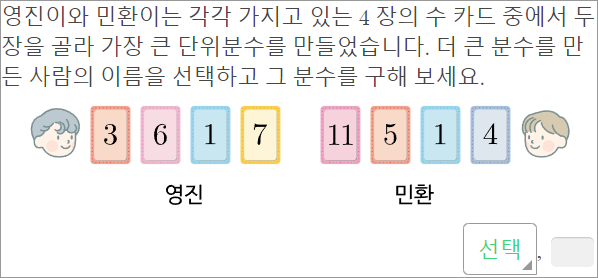 영진이와 민환이는 각각 가지고 있는 4 장의 수 카드 중에서 두
장을 골라 가장 큰 단위분수를 만들었습니다. 더 큰 분수를 만
든 사람의 이름을 선택하고 그 분수를 구해 보세요.
3 6 1 7 11 5 1 4
영진 민환
선택 ,